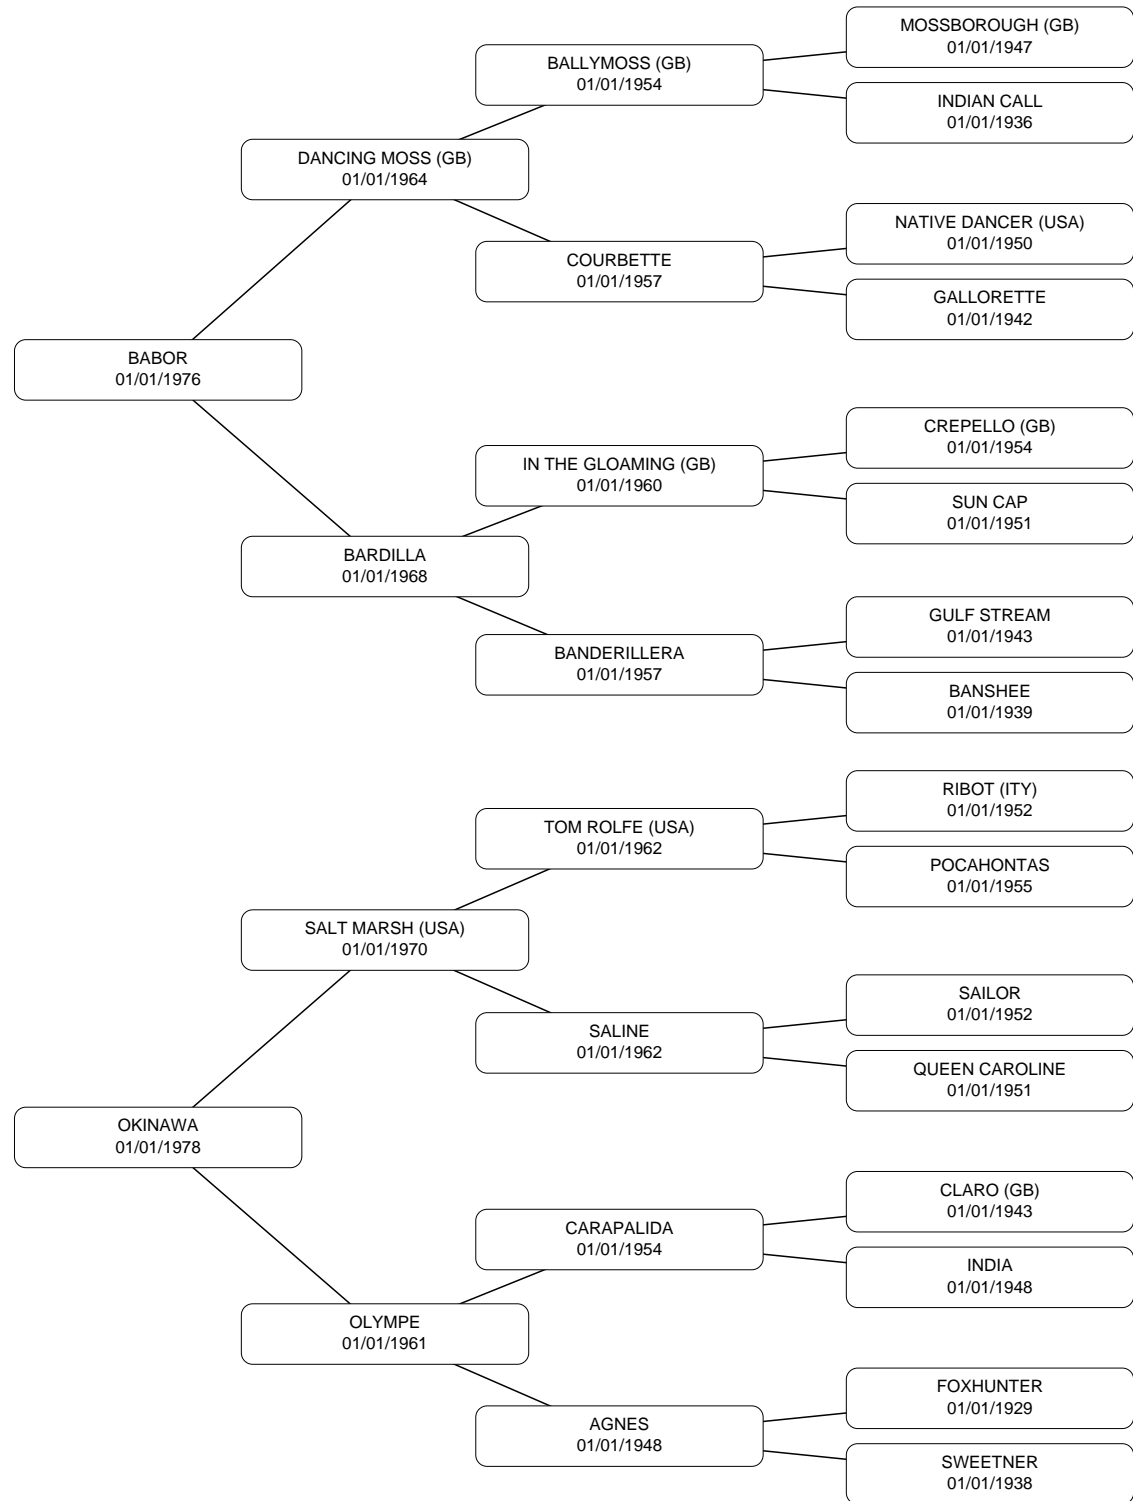 MOSSBOROUGH (GB)
01/01/1947
BALLYMOSS (GB)
01/01/1954
INDIAN CALL
01/01/1936
DANCING MOSS (GB)
01/01/1964
NATIVE DANCER (USA)
01/01/1950
COURBETTE
01/01/1957
GALLORETTE
01/01/1942
BABOR
01/01/1976
CREPELLO (GB)
01/01/1954
IN THE GLOAMING (GB)
01/01/1960
SUN CAP
01/01/1951
BARDILLA
01/01/1968
GULF STREAM
01/01/1943
BANDERILLERA
01/01/1957
BANSHEE
01/01/1939
RIBOT (ITY)
01/01/1952
TOM ROLFE (USA)
01/01/1962
POCAHONTAS
01/01/1955
SALT MARSH (USA)
01/01/1970
SAILOR
01/01/1952
SALINE
01/01/1962
QUEEN CAROLINE
01/01/1951
OKINAWA
01/01/1978
CLARO (GB)
01/01/1943
CARAPALIDA
01/01/1954
INDIA
01/01/1948
OLYMPE
01/01/1961
FOXHUNTER
01/01/1929
AGNES
01/01/1948
SWEETNER
01/01/1938